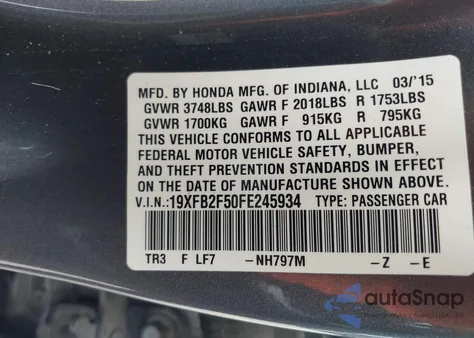 MFD. BY HONDA MFG. OF INDIANA, LLC 03/15
GVWR 3748LBS GAWR F 2018LBS R 1753LBS
GVWR 1700KG GAWR F 915KG R 795KG
THIS VEHICLE CONFORMS TO ALL APPLICABLE
FEDERAL MOTOR VEHICLE SAFETY, BUMPER,
AND THEFT PREVENTION STANDARDS IN EFFECT
ON THE DATE OF MANUFACTURE SHOWN ABOVE.
V.I.N.:19XFB2F50FE245934 TYPE: PASSENGER CAR
TR3 F LF7 -NH797M -Z -E
autoSnap